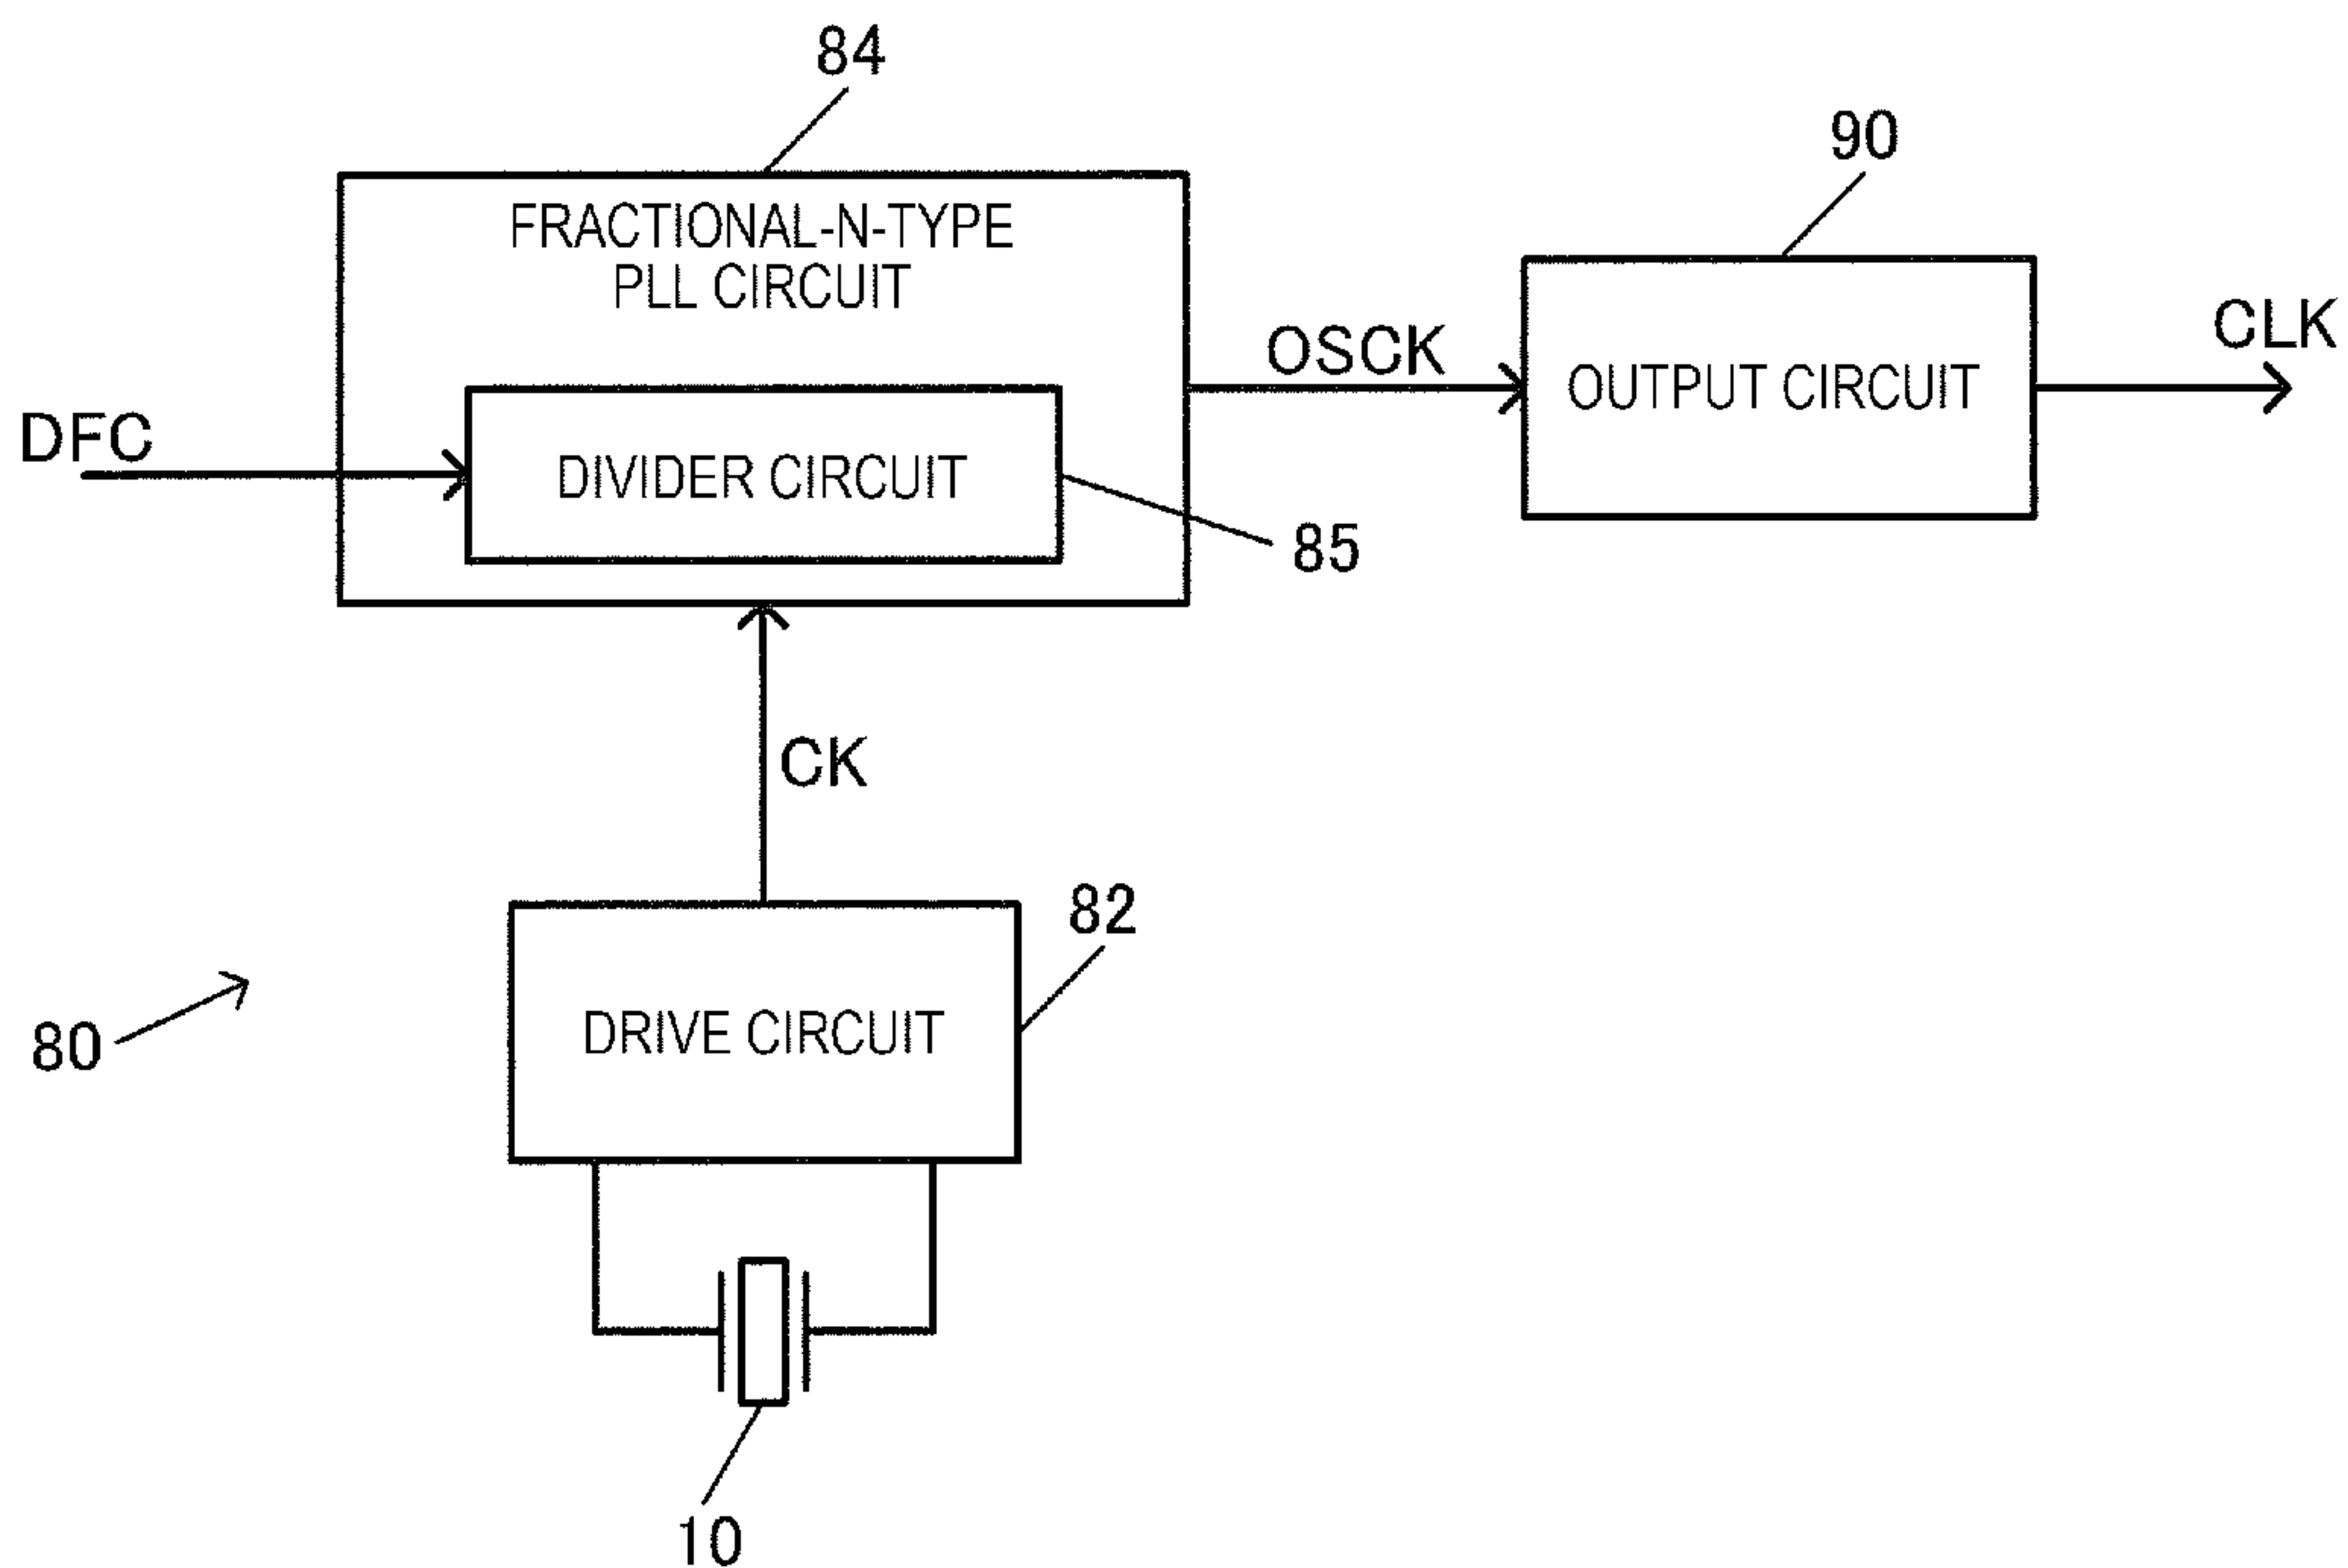 84
90
FRACTIONAL-N-TYPE
PLL CIRCUIT
CLK
OSCK
OUTPUT CIRCUIT
DFC
DIVIDER CIRCUIT
85
CK
82
DRIVE CIRCUIT
80
10